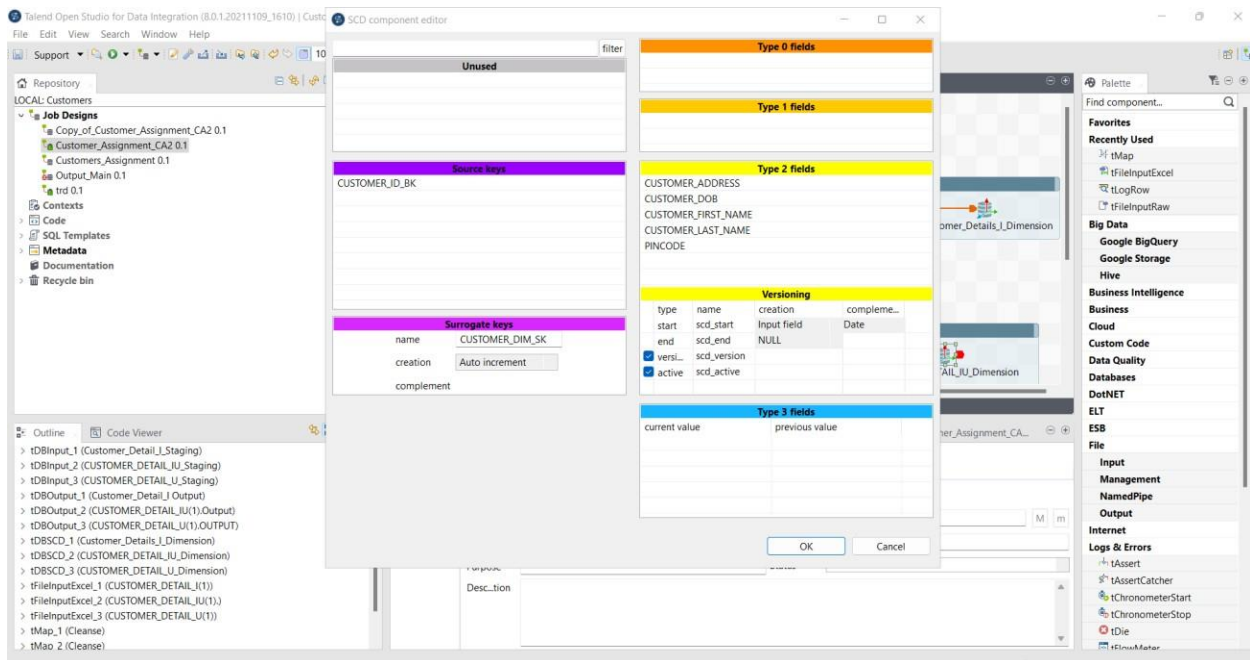 Talend Open Studio for Data Integration (8.0.1.20211109_1610) | Custo
File Edit View Search Window Help
Support
10
Repository
LOCAL: Customers
Job Designs
Copy_of_Customer_Assignment_CA2 0.1
Customer_Assignment_CA2 0.1
Customers_Assignment 0.1
Output_Main 0.1
trd 0.1
Contexts
Code
SQL Templates
Metadata
Documentation
Recycle bin
Outline Code Viewer
tDBInput_1 (Customer_Detail_I_Staging)
tDBInput_2 (CUSTOMER_DETAIL_IU_Staging)
tDBInput_3 (CUSTOMER_DETAIL_U_Staging)
tDBOutput_1 (Customer_Detail_I Output)
tDBOutput_2 (CUSTOMER_DETAIL_IU(1).Output)
tDBOutput_3 (CUSTOMER_DETAIL_U(1).OUTPUT)
tDBSCD_1 (Customer_Details_I_Dimension)
tDBSCD_2 (CUSTOMER_DETAIL_IU_Dimension)
tDBSCD_3 (CUSTOMER_DETAIL_U_Dimension)
tFileInputExcel_1 (CUSTOMER_DETAIL_I(1))
tFileInputExcel_2 (CUSTOMER_DETAIL_IU(1).)
tFileInputExcel_3 (CUSTOMER_DETAIL_U(1))
tMap_1 (Cleanse)
tMap_2 (Cleanse)
SCD component editor
filter
Unused
Source keys
CUSTOMER_ID_BK
Surrogate keys
name CUSTOMER_DIM_SK
creation Auto increment
complement
Type 0 fields
Type 1 fields
Type 2 fields
CUSTOMER_ADDRESS
CUSTOMER_DOB
CUSTOMER_FIRST_NAME
CUSTOMER_LAST_NAME
PINCODE
Versioning
type name creation compleme...
start scd_start Input field Date
end scd_end NULL
versi... scd_version
active scd_active
Type 3 fields
current value previous value
OK Cancel
omer_Details_I_Dimension
AIL_IU_Dimension
ner_Assignment_CA...
M m
Desc...tion
Palette
Find component...
Favorites
Recently Used
tMap
tFileInputExcel
tLogRow
tFileInputRaw
Big Data
Google BigQuery
Google Storage
Hive
Business Intelligence
Business
Cloud
Custom Code
Data Quality
Databases
DotNET
ELT
ESB
File
Input
Management
NamedPipe
Output
Internet
Logs & Errors
tAssert
tAssertCatcher
tChronometerStart
tChronometerStop
tDie
tFlowMeter